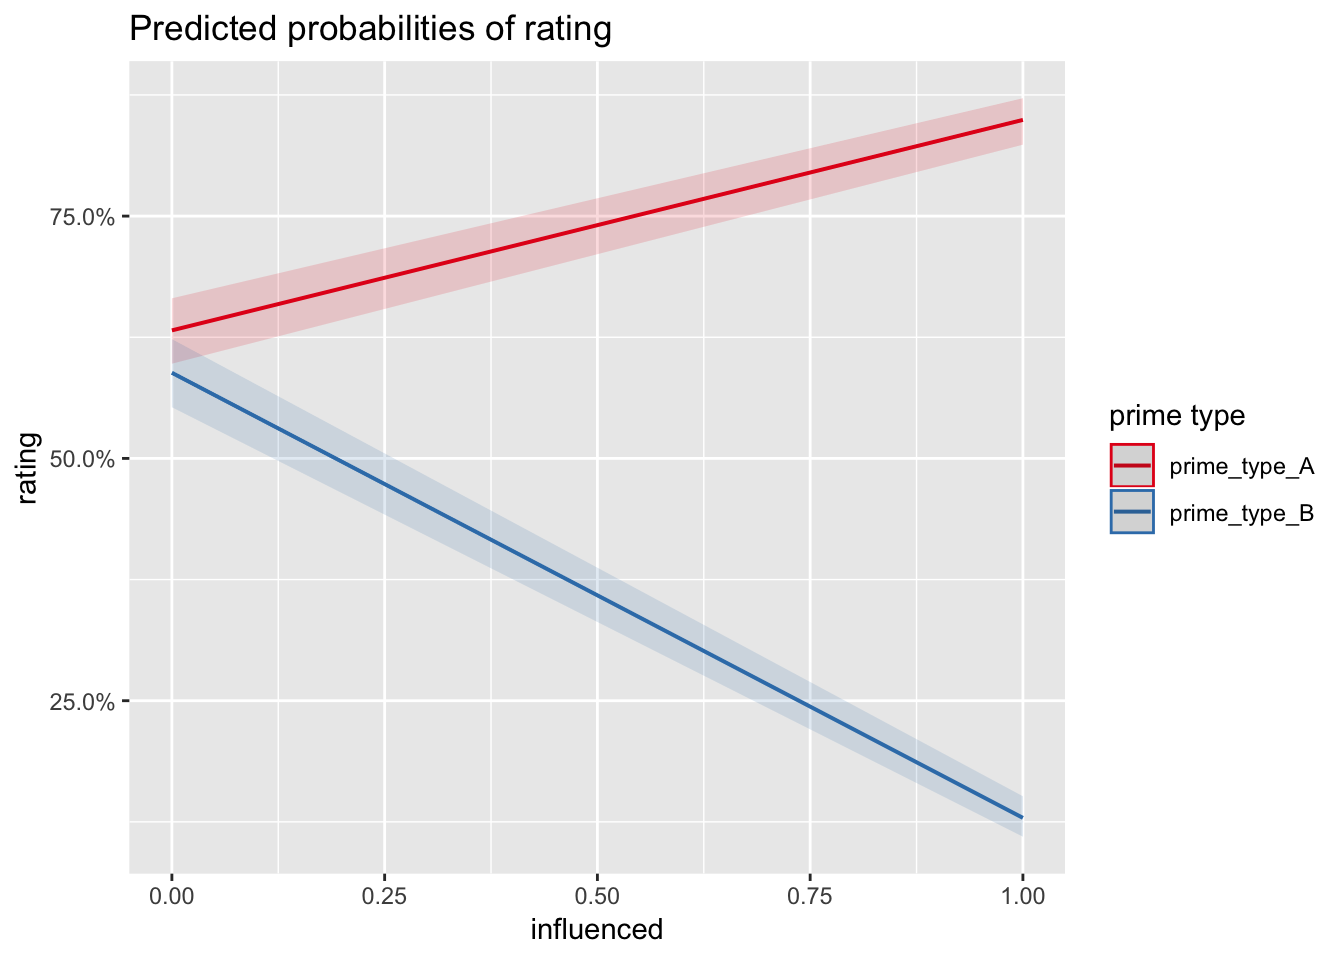 Predicted probabilities of rating
75.0%
50.0%
25.0%
rating
0.00 0.25 0.50 0.75 1.00
influenced
prime type
prime_type_A
prime_type_B